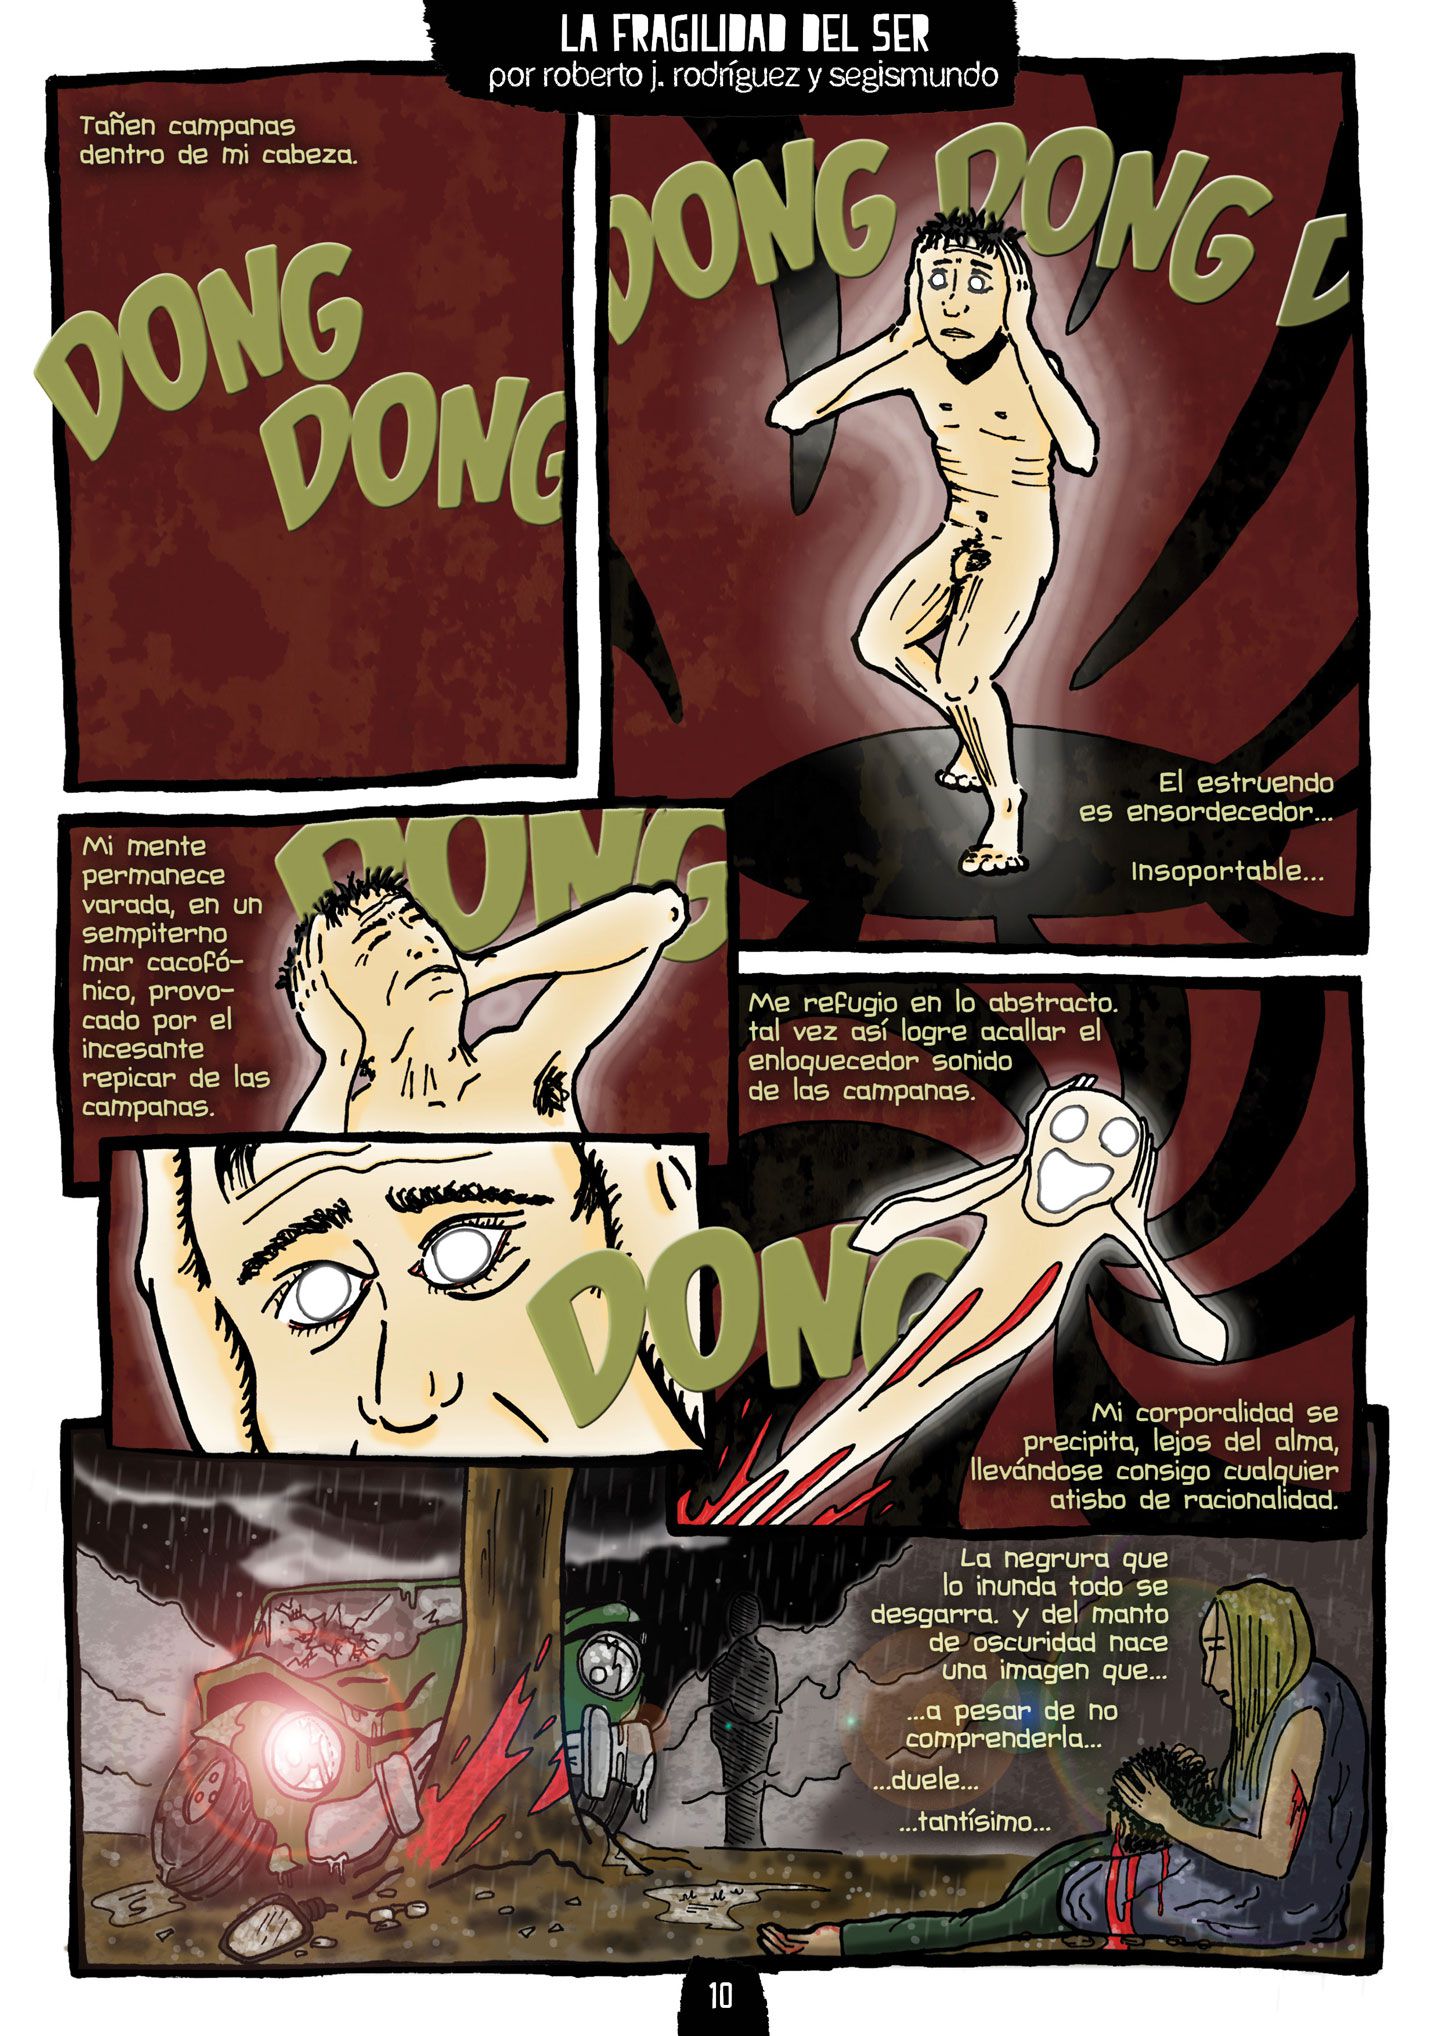 LA FRAGILIDAD DEL SER
por roberto j. rodríguez y segismundo
Tañen campanas
dentro de mi cabeza.
DONG
DONG
DONG DONG D
El estruendo
es ensordecedor...
Insoportable...
Mi mente
permanece
varada, en un
sempiterno
mar cacofó-
nico, provo-
cado por el
incesante
repicar de las
campanas.
DONG
Me refugio en lo abstracto.
tal vez así logre acallar el
enloquecedor sonido
de las campanas.
DONG
Mi corporalidad se
precipita, lejos del alma,
llevándose consigo cualquier
atisbo de racionalidad.
La negrura que
lo inunda todo se
desgarra. y del manto
de oscuridad nace
una imagen que...
...a pesar de no
comprenderla...
...duele...
...tantísimo...
10